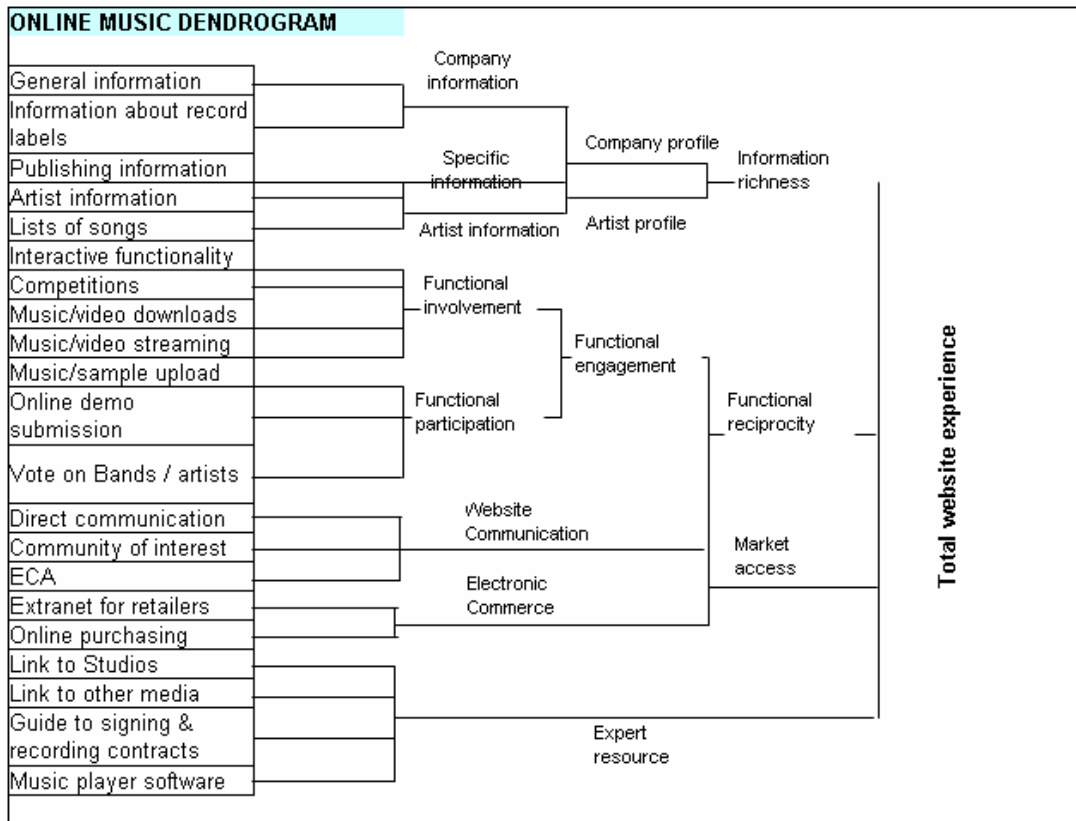 ONLINE MUSIC DENDROGRAM
General information
Information about record
labels
Publishing information
Artist information
Lists of songs
Interactive functionality
Competitions
Music/video downloads
Music/video streaming
Music/sample upload
Online demo
submission
Vote on Bands / artists
Direct communication
Community of interest
ECA
Extranet for retailers
Online purchasing
Link to Studios
Link to other media
Guide to signing &
recording contracts
Music player software
Company
information
Specific
information
Artist information
Functional
involvement
Functional
participation
Website
Communication
Electronic
Commerce
Company profile
Artist profile
Functional
engagement
Expert
resource
Information
richness
Functional
reciprocity
Market
access
Total website experience